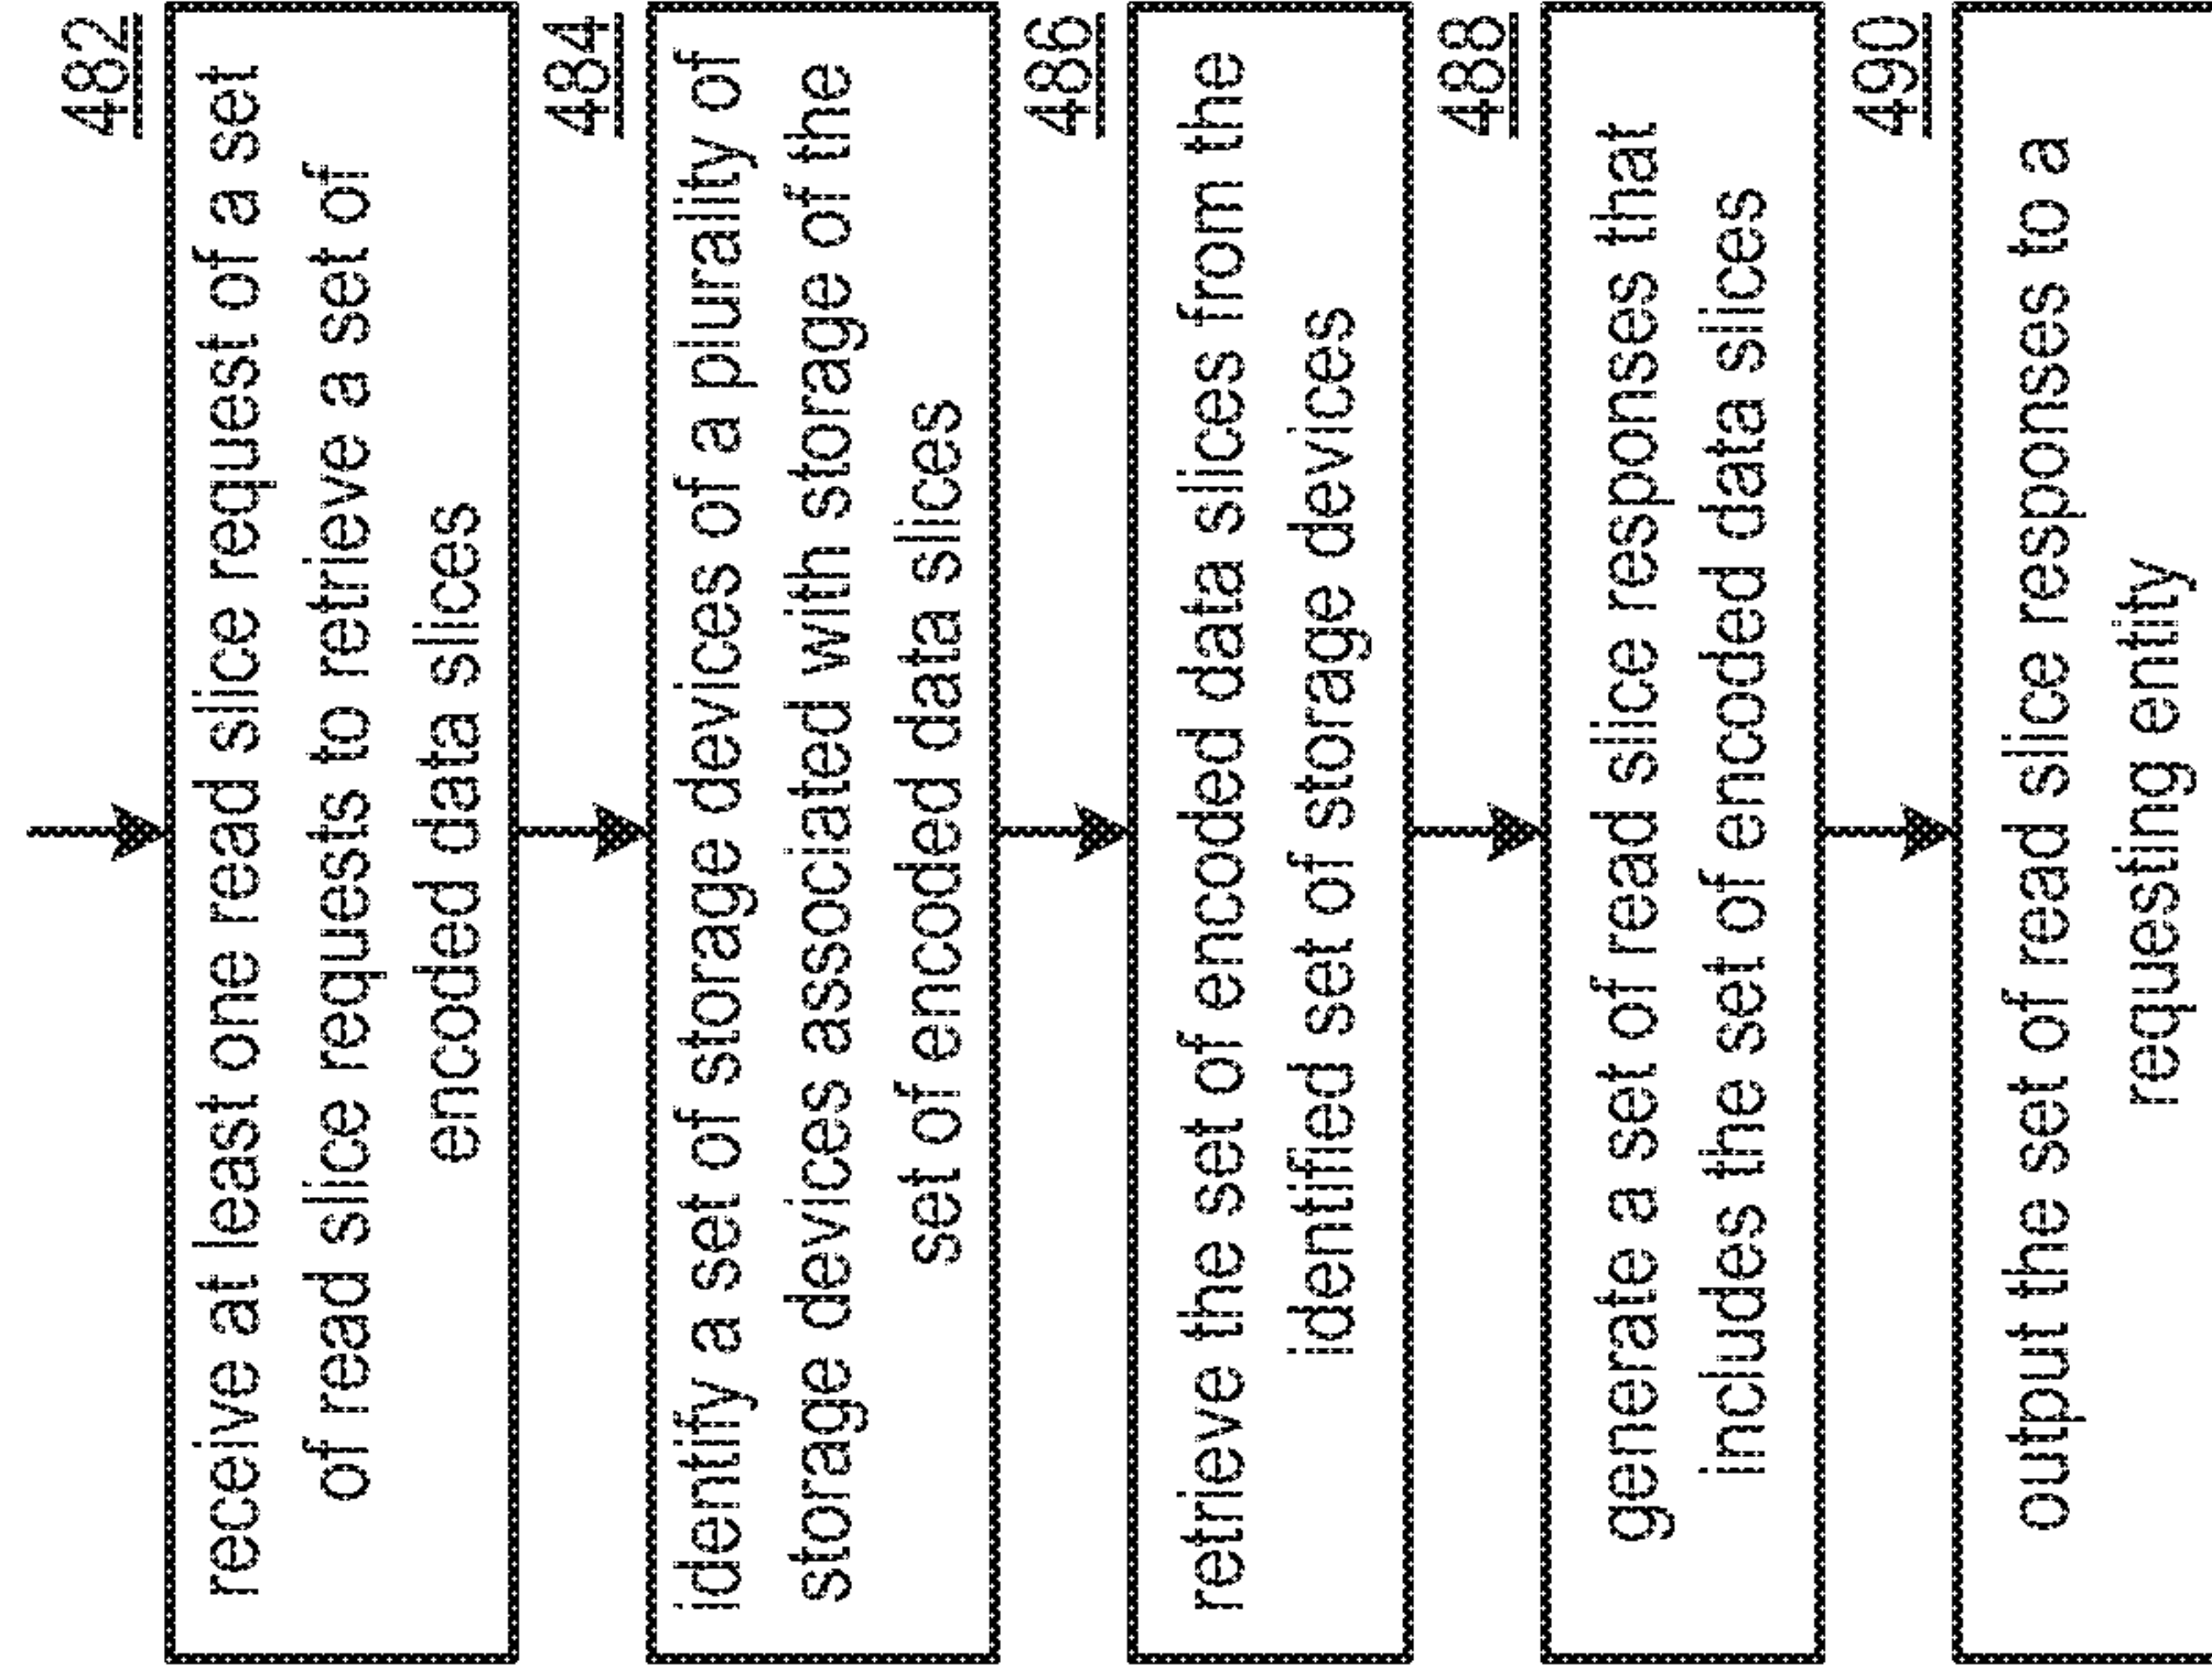 482
receive at least one read slice request of a set
of read slice requests to retrieve a set of
encoded data slices
484
identify a set of storage devices of a plurality of
storage devices associated with storage of the
set of encoded data slices
486
retrieve the set of encoded data slices from the
identified set of storage devices
488
generate a set of read slice responses that
includes the set of encoded data slices
490
output the set of read slice responses to a
requesting entity